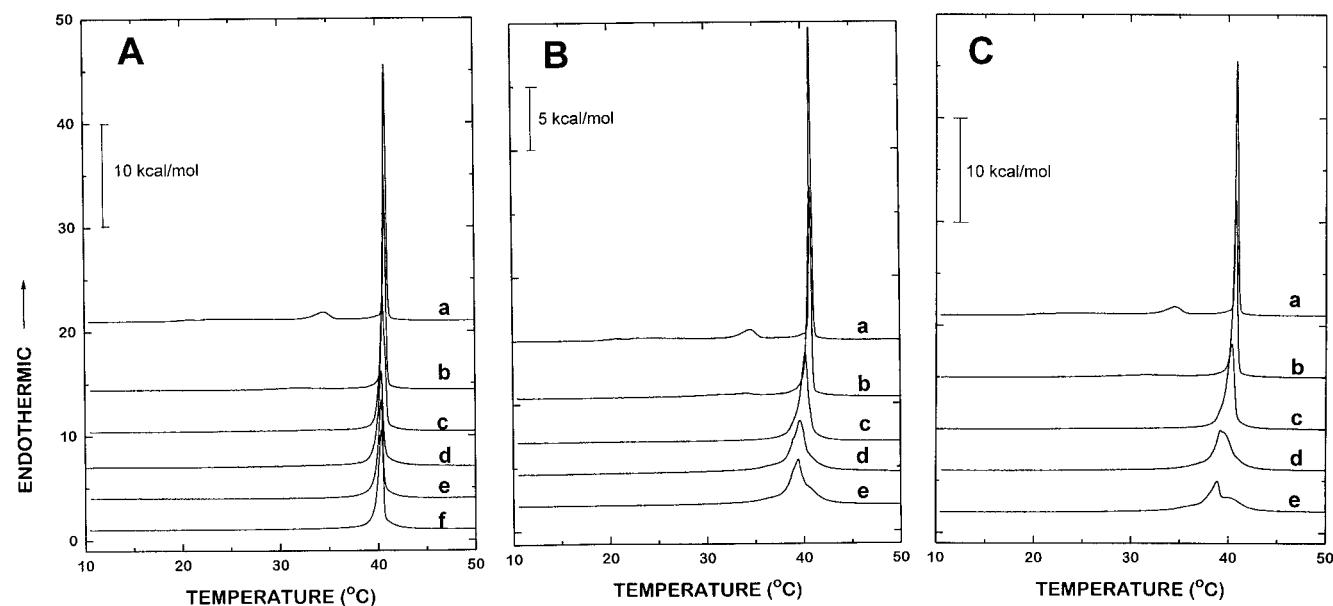 A
50
40
30
20
10
0
10 kcal/mol
ENDOTHERMIC
a
b
c
d
e
f
10 20 30 40 50
TEMPERATURE (°C)
B
5 kcal/mol
a
b
c
d
e
10 20 30 40 50
TEMPERATURE (°C)
C
10 kcal/mol
a
b
c
d
e
10 20 30 40 50
TEMPERATURE (°C)